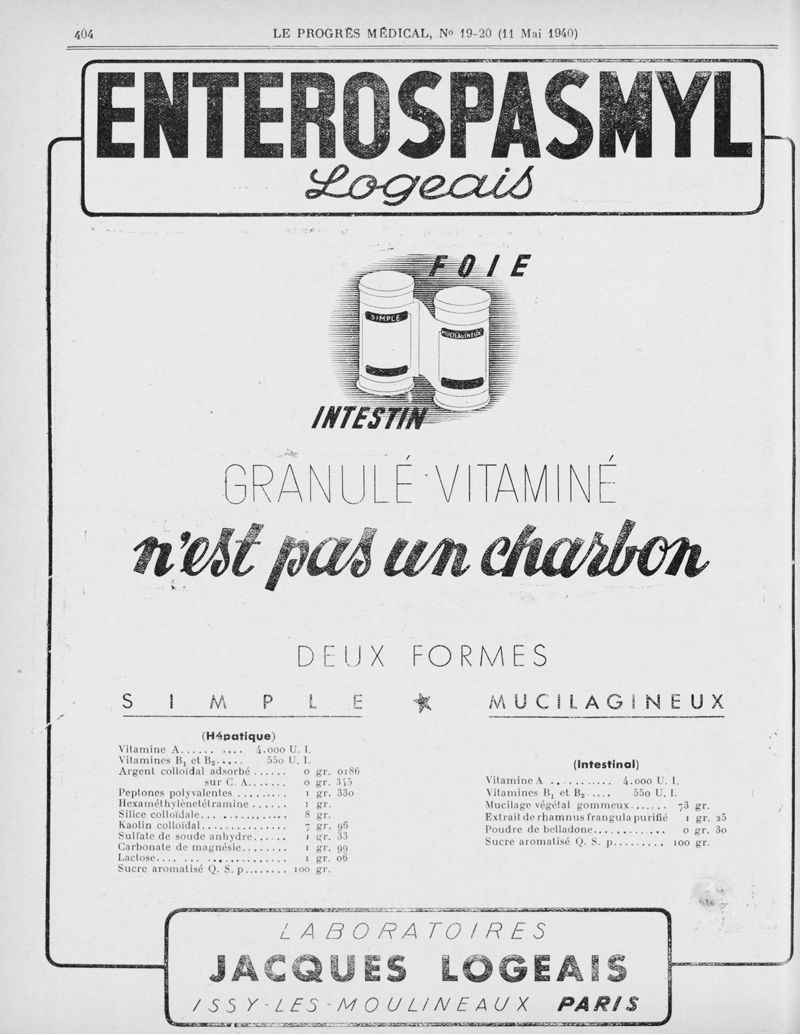 404
LE PROGRÈS MÉDICAL, No 19-20 (11 Mai 1940)
ENTEROSPASMYL
Logeais
FOIE
SIMPLE
MUCILAGINEUX
INTESTIN
GRANULÉ VITAMINÉ
n'est pas un charbon
DEUX FORMES
SIMPLE ★ MUCILAGINEUX
(Hépatique)
Vitamine A...... .... 4.000 U. I.
Vitamines B1 et B2..... 550 U. I.
Argent colloïdal adsorbé ...... 0 gr. 0186
sur C. A....... 0 gr. 345
Peptones polyvalentes ......... 1 gr. 330
Hexaméthylènetétramine ...... 1 gr.
Silice colloïdale............... 8 gr.
Kaolin colloïdal............... 7 gr. 96
Sulfate de soude anhydre...... 1 gr. 33
Carbonate de magnésie........ 1 gr. 99
Lactose.... ... ............... 1 gr. 06
Sucre aromatisé Q. S. p........ 100 gr.
(Intestinal)
Vitamine A ............ 4.000 U. I.
Vitamines B1 et B2..... 550 U. I.
Mucilage végétal gommeux....... 73 gr.
Extrait de rhamnus frangula purifié 1 gr. 25
Poudre de belladone............. 0 gr. 30
Sucre aromatisé Q. S. p......... 100 gr.
LABORATOIRES
JACQUES LOGEAIS
ISSY-LES-MOULINEAUX PARIS